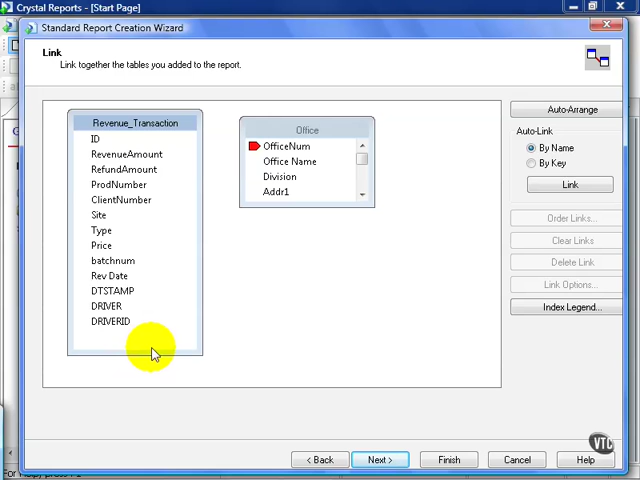 Crystal Reports - [Start Page]
Standard Report Creation Wizard
Link
Link together the tables you added to the report.
Revenue_Transaction
ID
RevenueAmount
RefundAmount
ProdNumber
ClientNumber
Site
Type
Price
batchnum
Rev Date
DTSTAMP
DRIVER
DRIVERID
Office
OfficeNum
Office Name
Division
Addr1
Auto-Arrange
Auto-Link
By Name
By Key
Link
Order Links...
Clear Links
Delete Link
Link Options...
Index Legend...
VTC
< Back
Next >
Finish
Cancel
Help